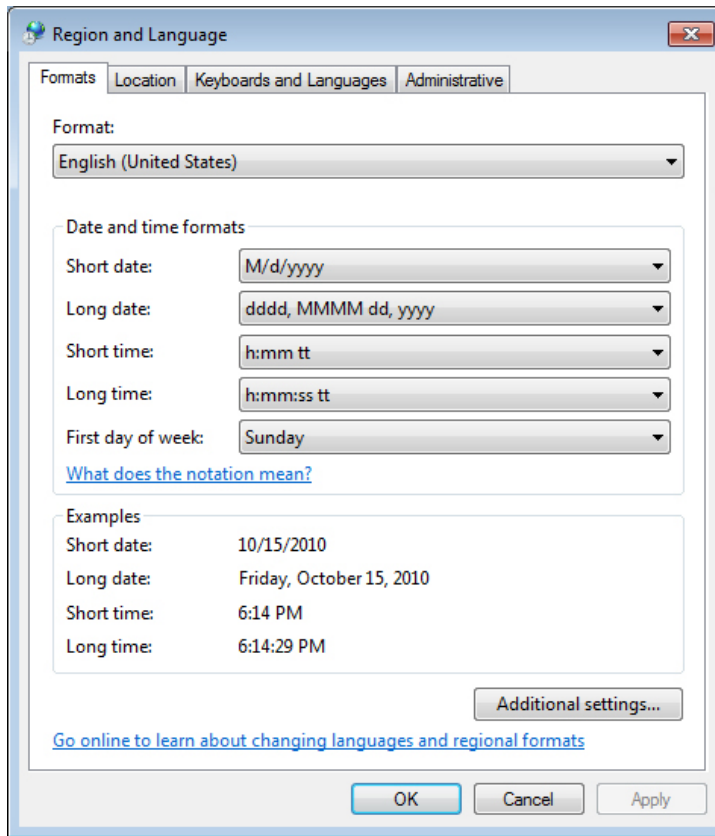 Region and Language
Formats Location Keyboards and Languages Administrative
Format:
English (United States)
Date and time formats
Short date: M/d/yyyy
Long date: dddd, MMMM dd, yyyy
Short time: h:mm tt
Long time: h:mm:ss tt
First day of week: Sunday
What does the notation mean?
Examples
Short date: 10/15/2010
Long date: Friday, October 15, 2010
Short time: 6:14 PM
Long time: 6:14:29 PM
Additional settings...
Go online to learn about changing languages and regional formats
OK Cancel Apply